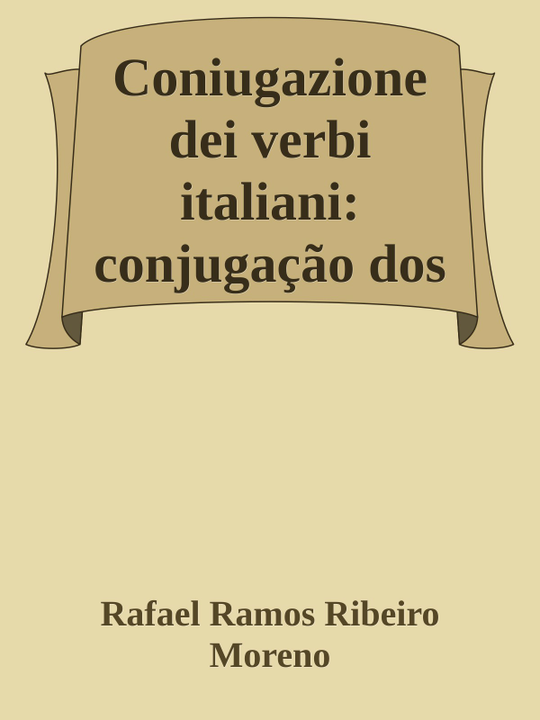 Coniugazione
dei verbi
italiani:
conjugação dos
Rafael Ramos Ribeiro
Moreno